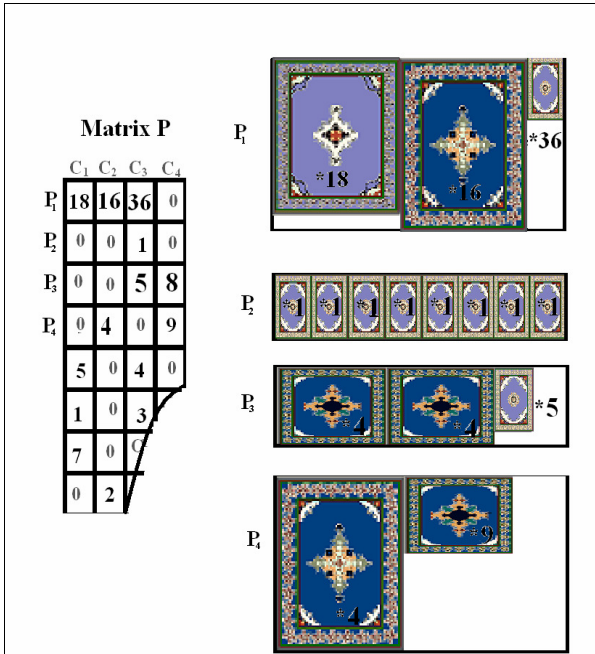 Matrix P
C1 C2 C3 C4
P1 18 16 36 0
P2 0 0 1 0
P3 0 0 5 8
P4 0 4 0 9
5 0 4 0
1 0 3
7 0 C
0 2
P1 *18 *16 *36
P2 *1 *1 *1 *1 *1 *1 *1 *1
P3 *4 *4 *5
P4 *4 *9